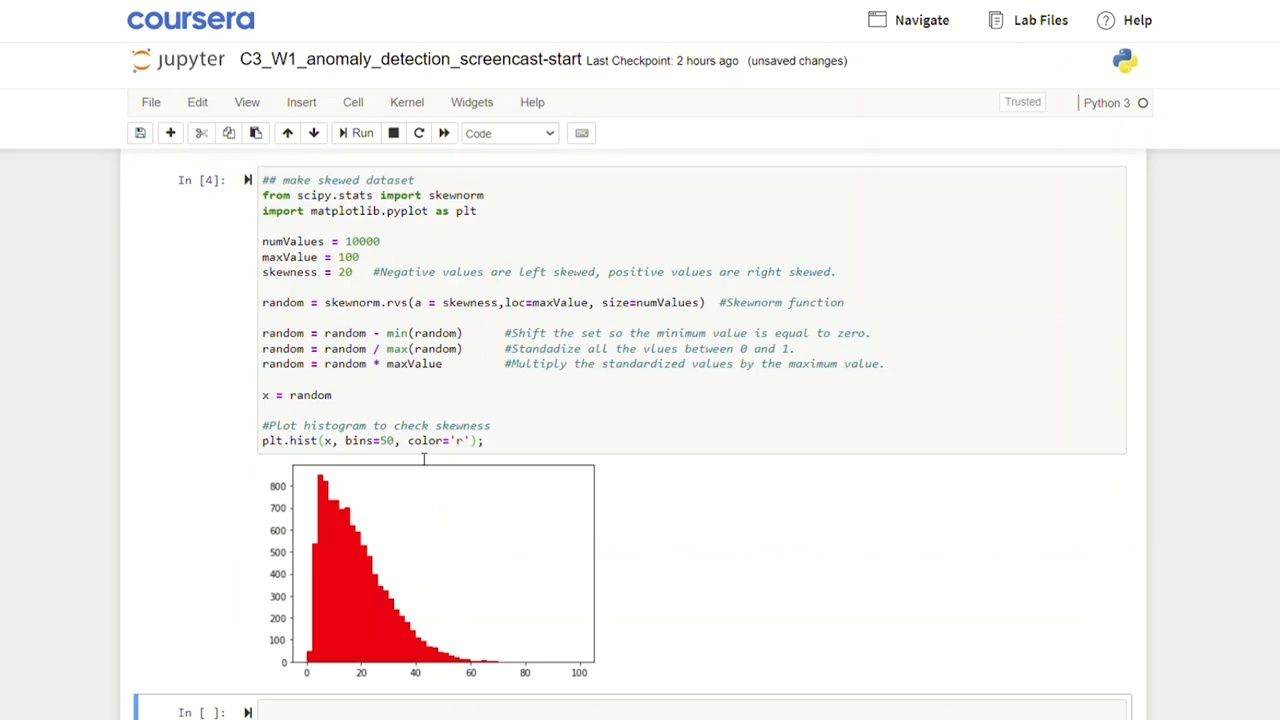 coursera
Navigate Lab Files ? Help
jupyter C3_W1_anomaly_detection_screencast-start Last Checkpoint: 2 hours ago (unsaved changes)
File Edit View Insert Cell Kernel Widgets Help Trusted Python 3
Run Code
In [4]:
## make skewed dataset
from scipy.stats import skewnorm
import matplotlib.pyplot as plt
numValues = 10000
maxValue = 100
skewness = 20 #Negative values are left skewed, positive values are right skewed.
random = skewnorm.rvs(a = skewness,loc=maxValue, size=numValues) #Skewnorm function
random = random - min(random) #Shift the set so the minimum value is equal to zero.
random = random / max(random) #Standadize all the vlues between 0 and 1.
random = random * maxValue #Multiply the standardized values by the maximum value.
x = random
#Plot histogram to check skewness
plt.hist(x, bins=50, color='r');
800
700
600
500
400
300
200
100
0
0 20 40 60 80 100
In [ ]: